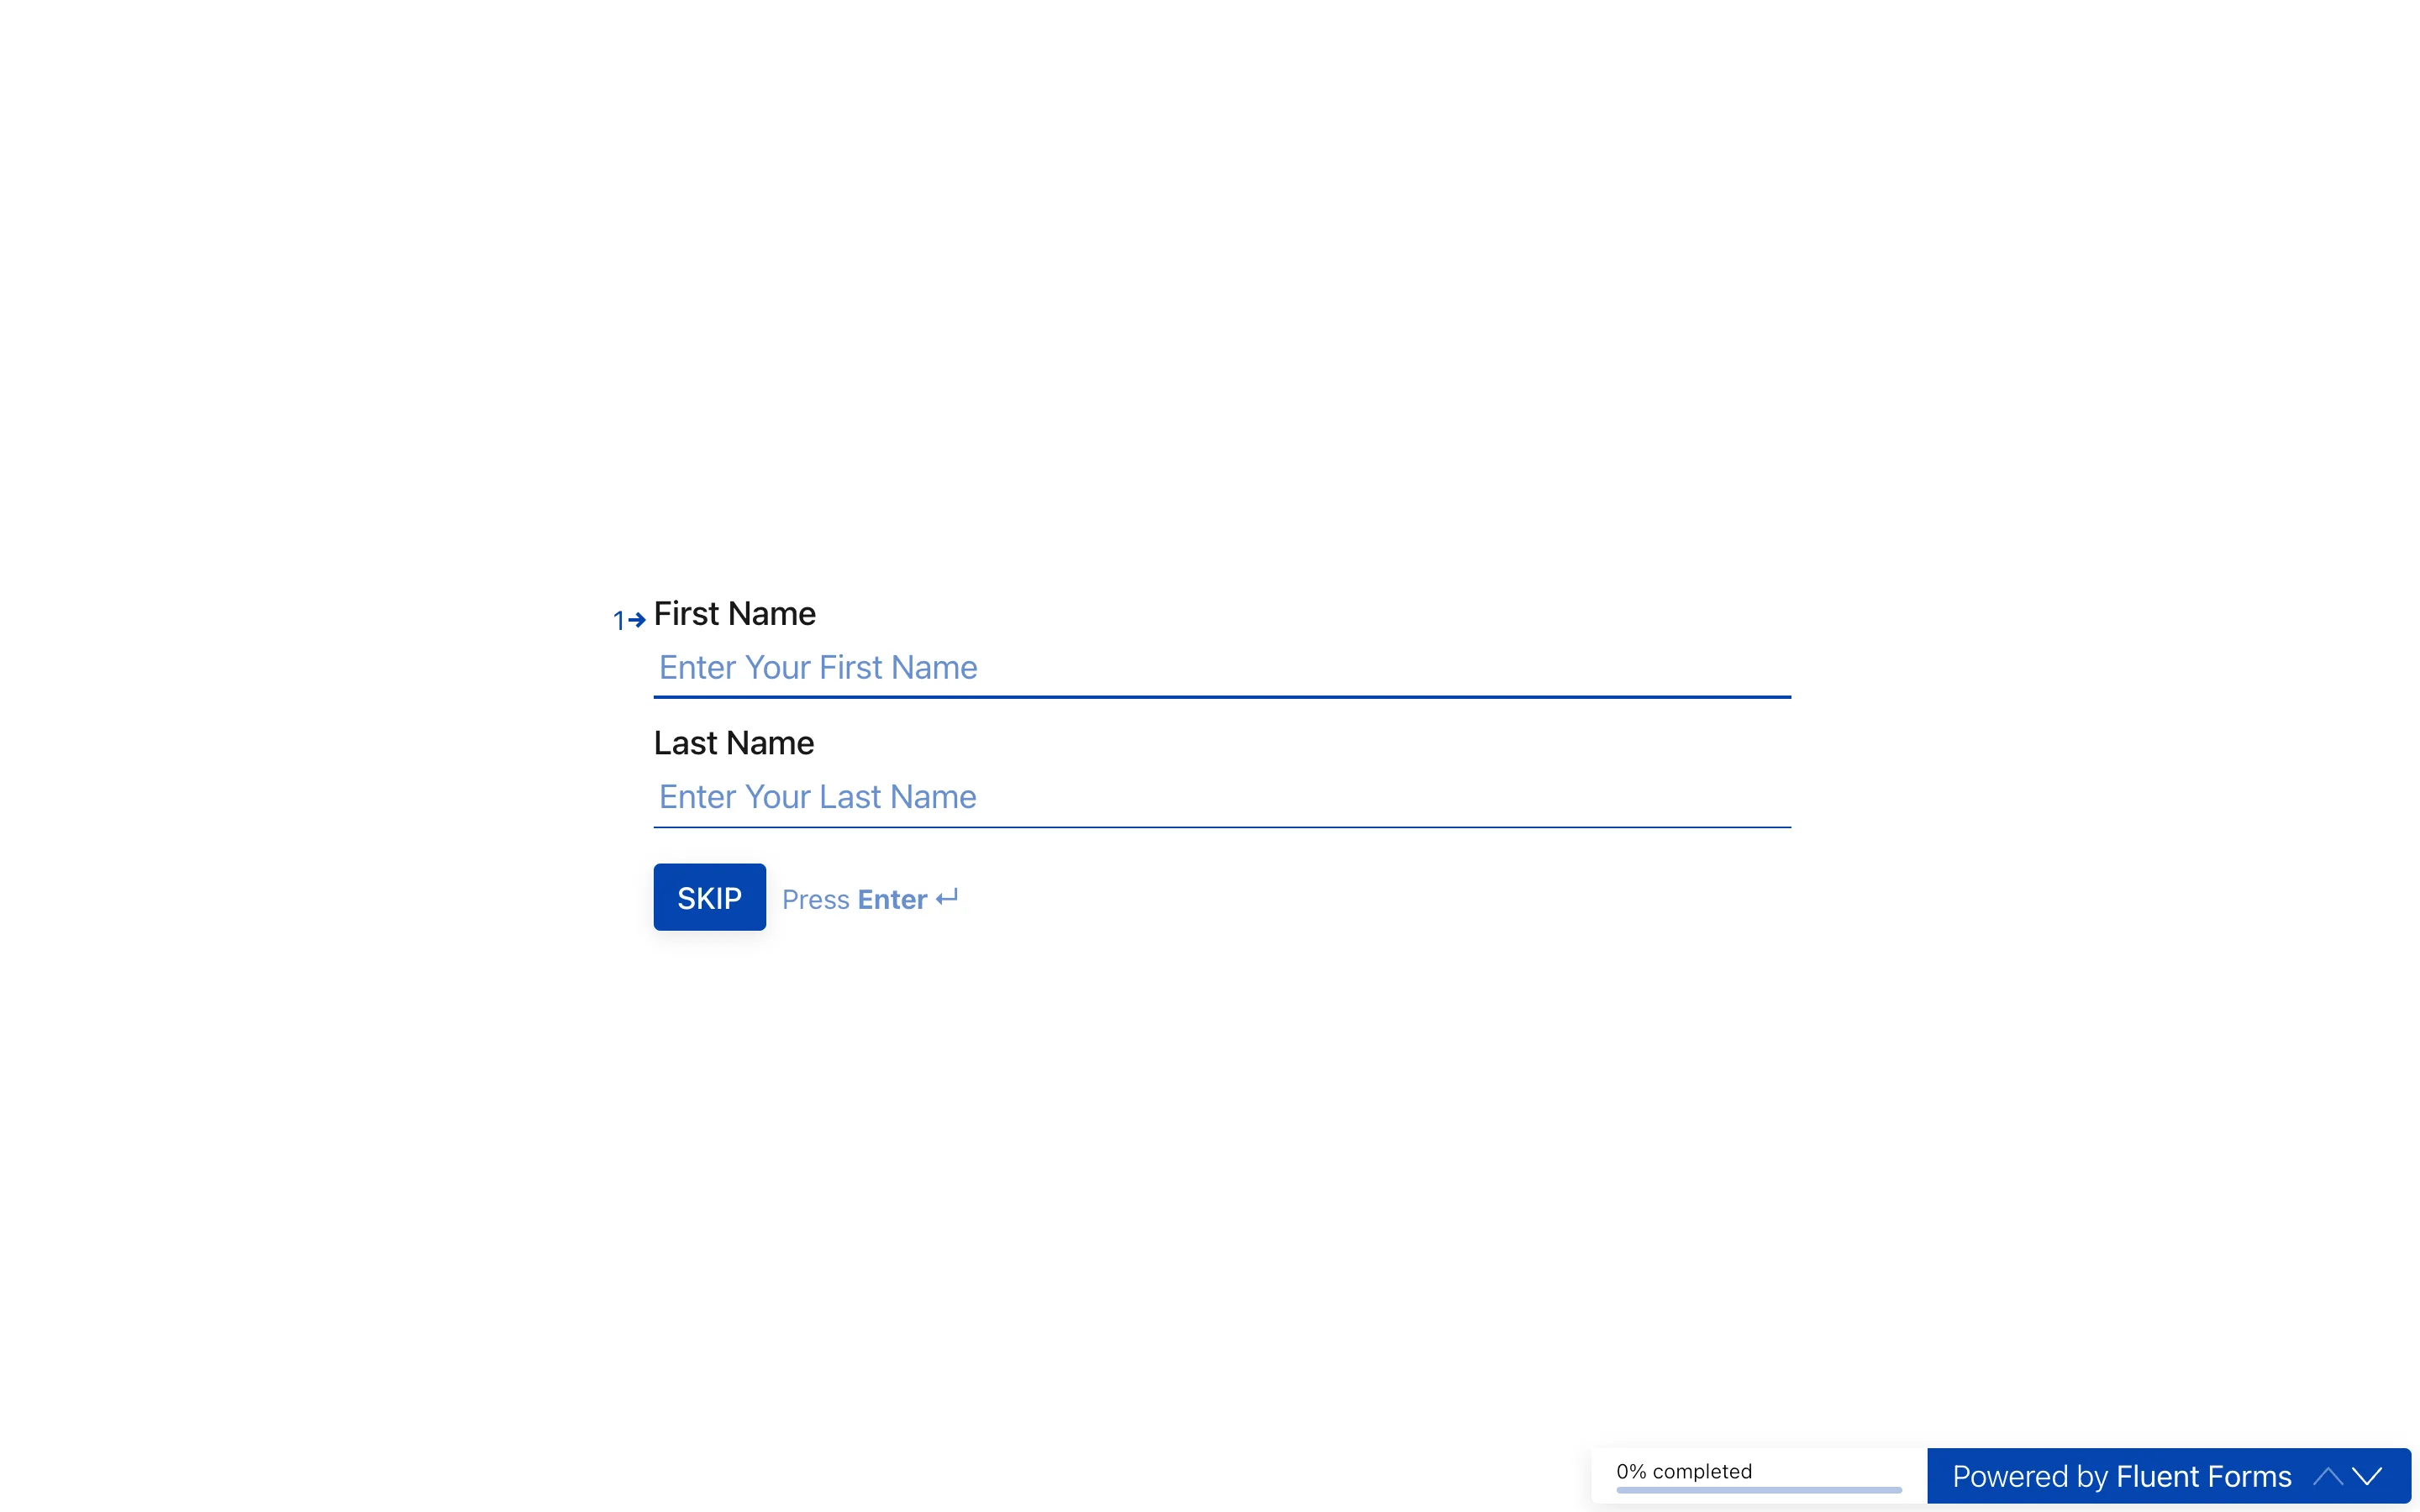 1
First Name
Enter Your First Name
Last Name
Enter Your Last Name
SKIP
Press Enter
0% completed
Powered by Fluent Forms